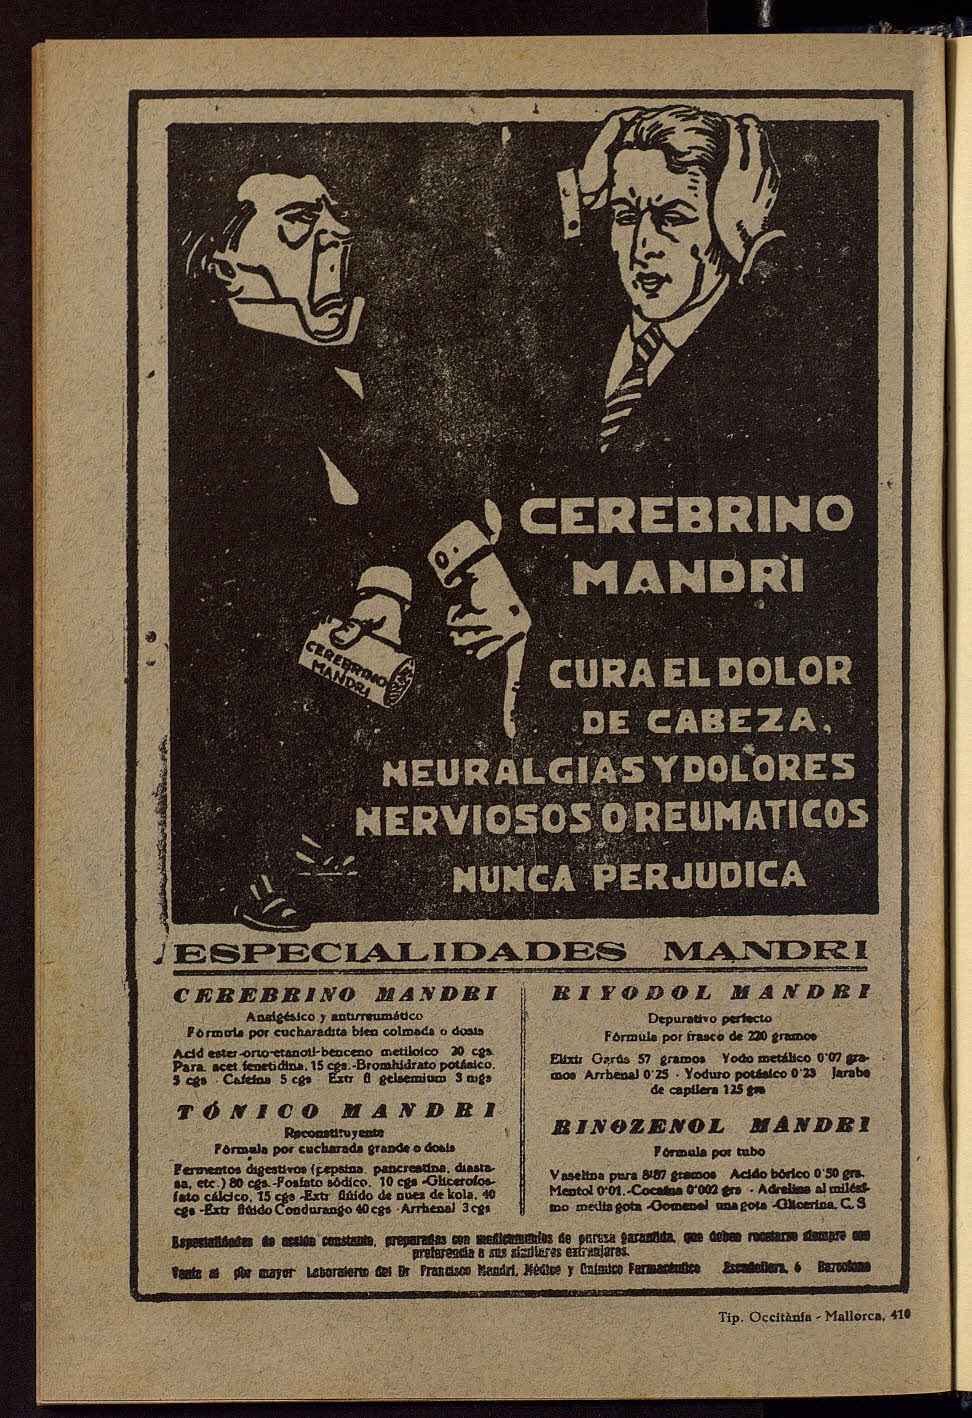 CEREBRINO
MANDRI
CEREBRINO
MANDRI
CURA EL DOLOR
DE CABEZA,
NEURALGIAS Y DOLORES
NERVIOSOS O REUMATICOS
NUNCA PERJUDICA
ESPECIALIDADES MANDRI
CEREBRINO MANDRI
Analgésico y antirreumático
Fórmula por cucharadita bien colmada o dosis
Acid ester-orto-etanoil-benceno metiloico 20 cgs.
Para. acet fenetidina, 15 cgs.-Bromhidrato potásico,
5 cgs - Cafeína 5 cgs Extr fl gelsemium 3 mgs
TÓNICO MANDRI
Reconstituyente
Fórmula por cucharada grande o dosis
Fermentos digestivos (pepsina, pancreatina, diasta-
sa, etc.) 80 cgs.-Fosfato sódico, 10 cgs -Glicerofos-
fato cálcico, 15 cgs -Extr flúido de nuez de kola, 40
cgs -Extr flúido Condurango 40 cgs - Arrhenal 3 cgs
RIYODOL MANDRI
Depurativo perfecto
Fórmula por frasco de 220 gramos
Elixir Garús 57 gramos Yodo metálico 0'07 gra-
mos Arrhenal 0'25 - Yoduro potásico 0'23 Jarabe
de capilera 125 grs
RINOZENOL MANDRI
Fórmula por tubo
Vaselina pura 8'87 gramos Acido bórico 0'50 grs.
Mentol 0'01.-Cocaína 0'002 grs - Adrelina al milési-
mo media gota -Gomenol una gota -Glicerina, C. S
Especialidades de acción constante, preparadas con medicamentos de pureza garantida, que deben recetarse siempre con
preferencia a sus similares extranjeros.
Venta al por mayor Laboratorio del Dr Francisco Mandri, Médico y Químico Farmacéutico Escudellers, 6 Barcelona
Tip. Occitània - Mallorca, 410